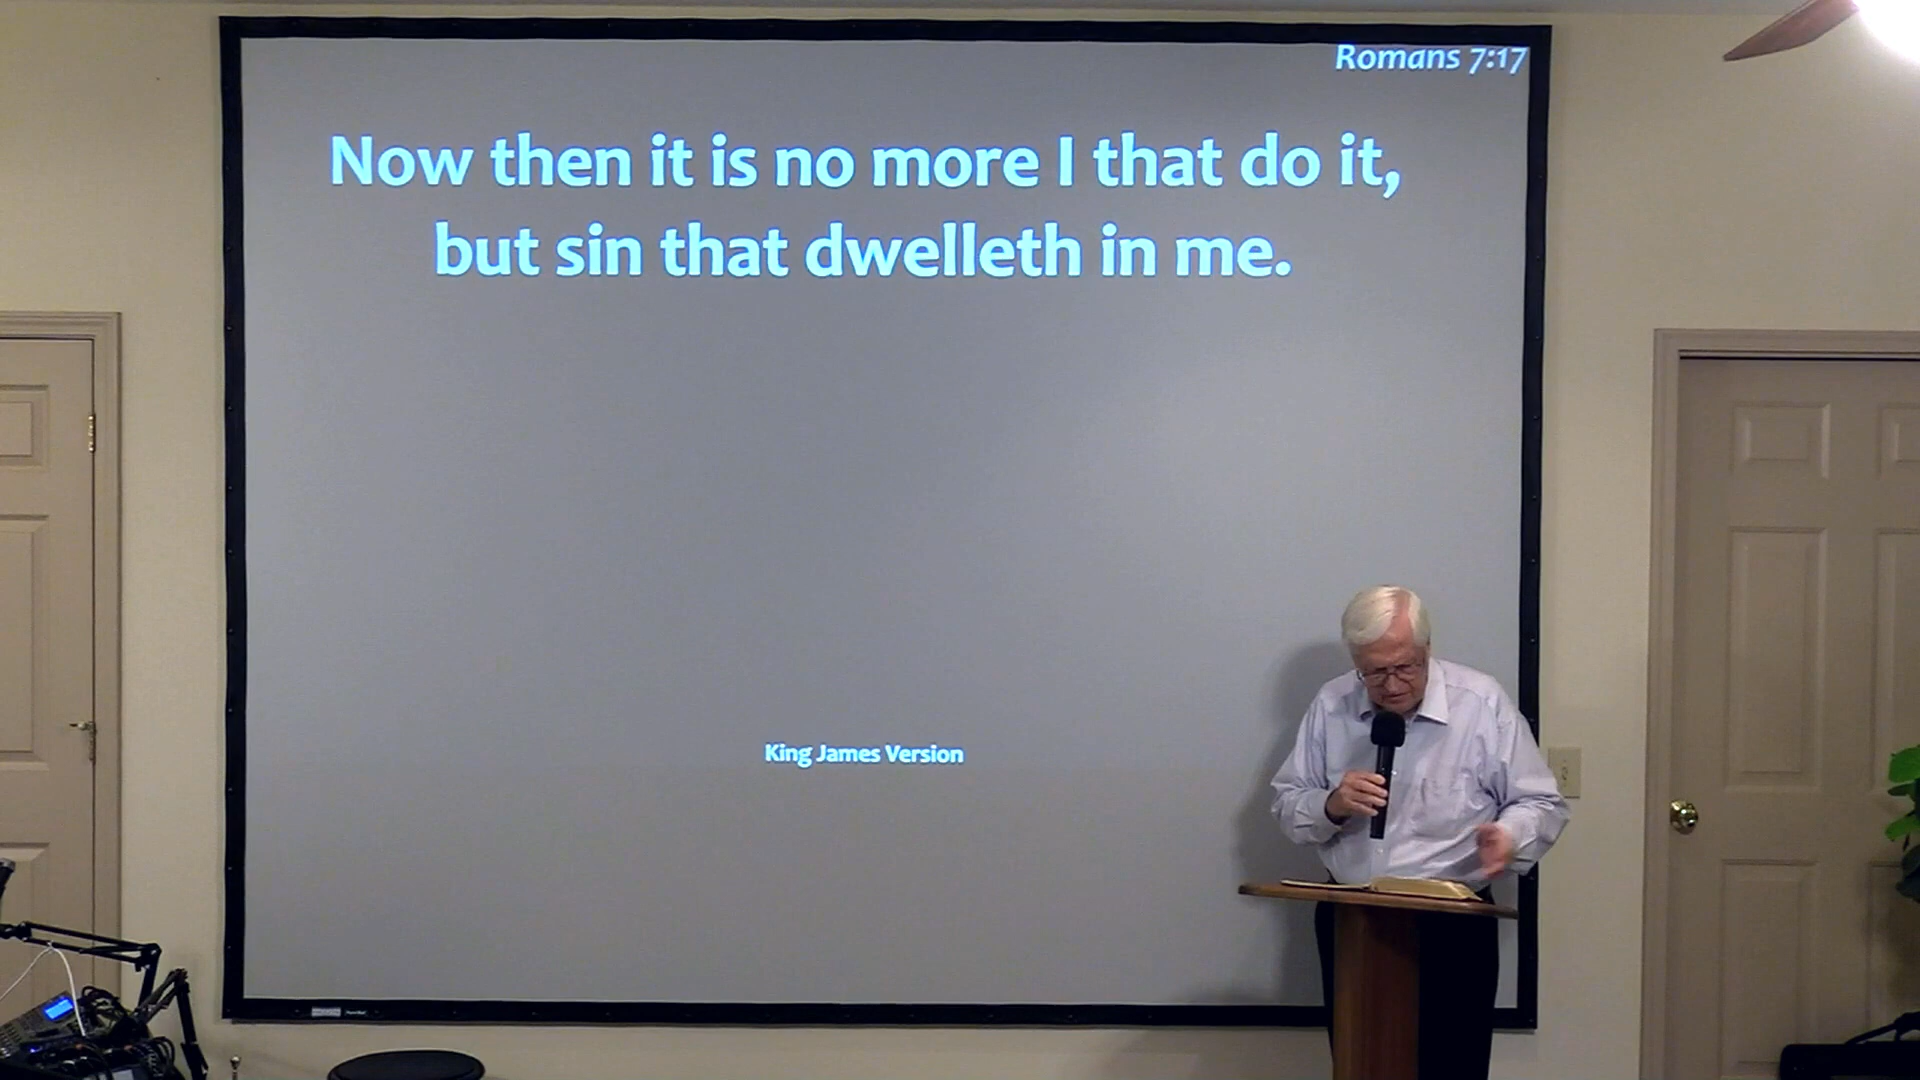 Romans 7:17
Now then it is no more I that do it,
but sin that dwelleth in me.
King James Version